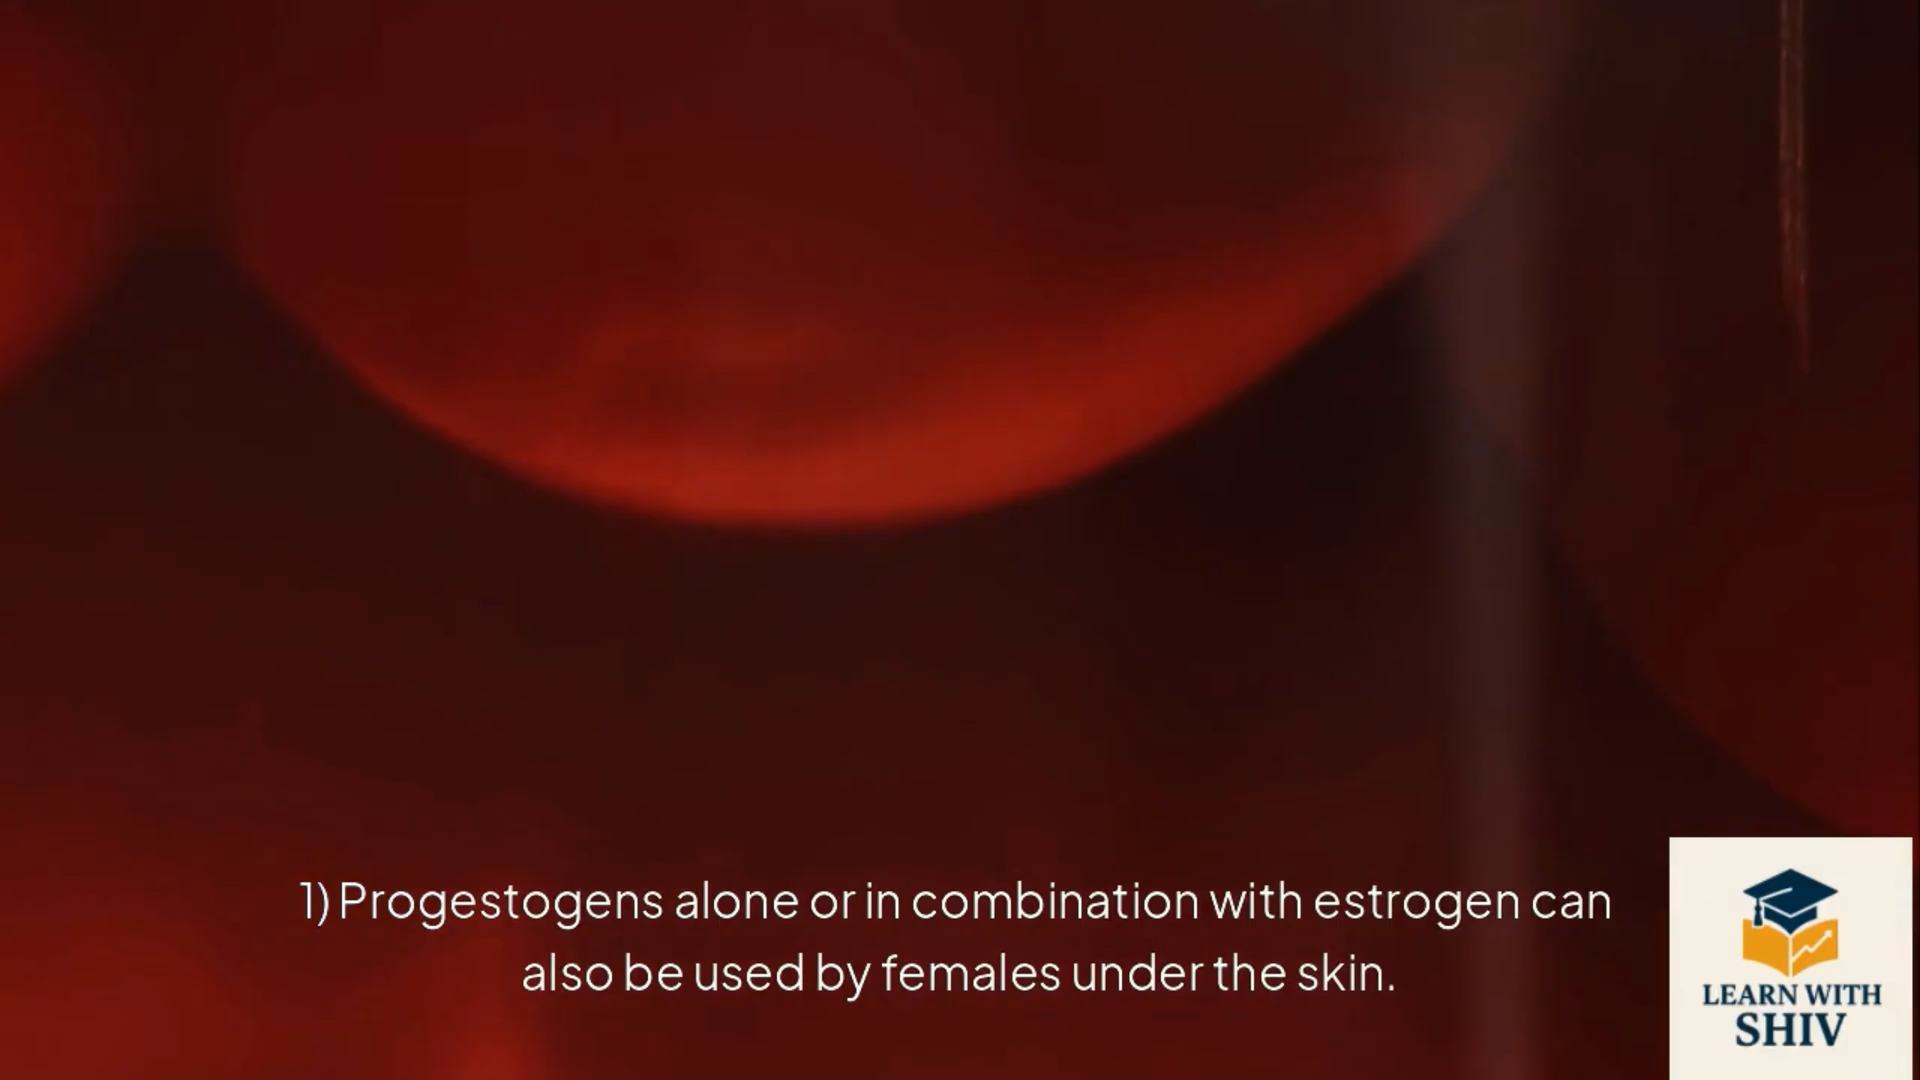 1) Progestogens alone or in combination with estrogen can
also be used by females under the skin.
LEARN WITH
SHIV